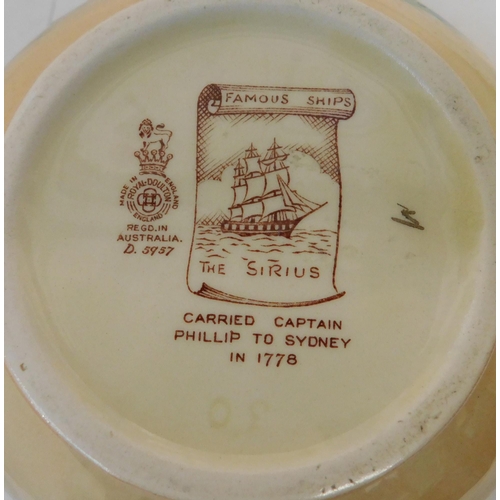 FAMOUS SHIPS
MADE IN ENGLAND
ROYAL·DOULTON
ENGLAND
REGD.IN
AUSTRALIA.
D.5957
THE SIRIUS
CARRIED CAPTAIN
PHILLIP TO SYDNEY
IN 1778